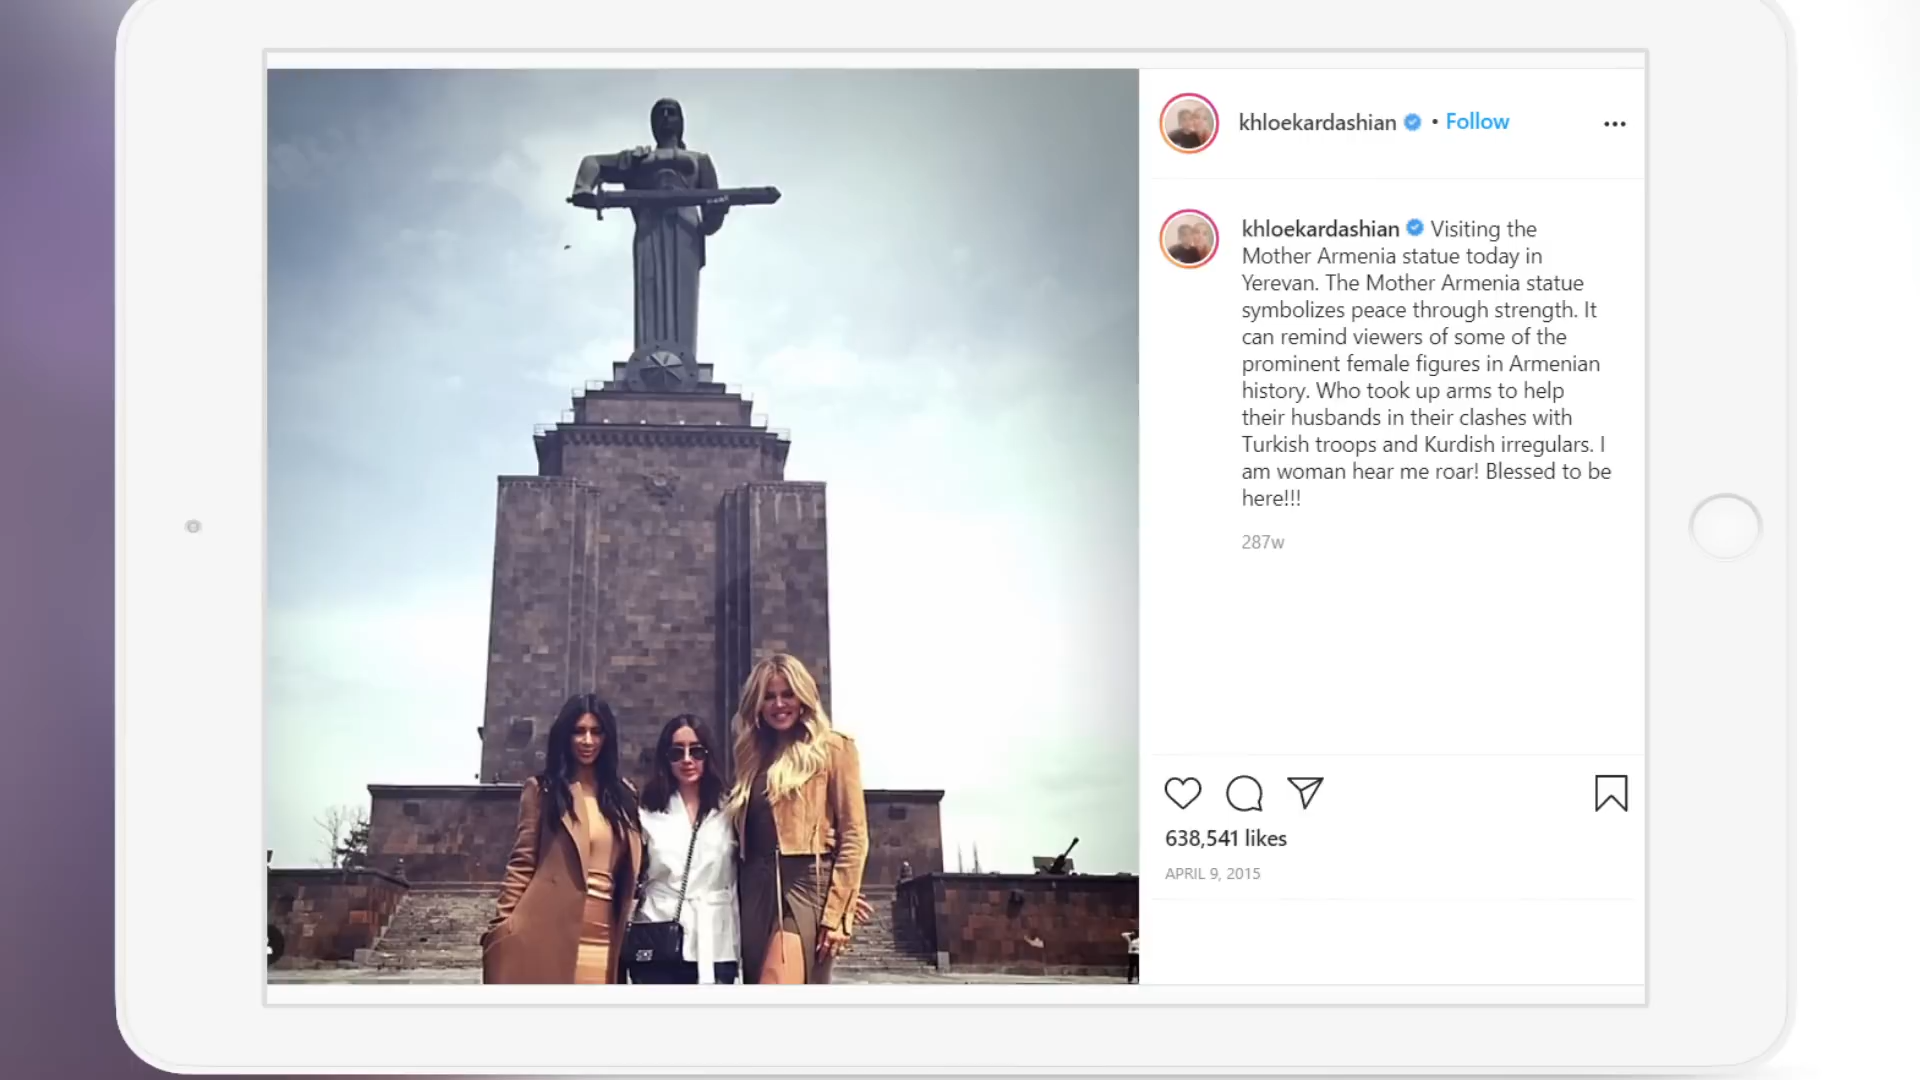 khloekardashian • Follow
khloekardashian Visiting the
Mother Armenia statue today in
Yerevan. The Mother Armenia statue
symbolizes peace through strength. It
can remind viewers of some of the
prominent female figures in Armenian
history. Who took up arms to help
their husbands in their clashes with
Turkish troops and Kurdish irregulars. I
am woman hear me roar! Blessed to be
here!!!
287w
638,541 likes
APRIL 9, 2015